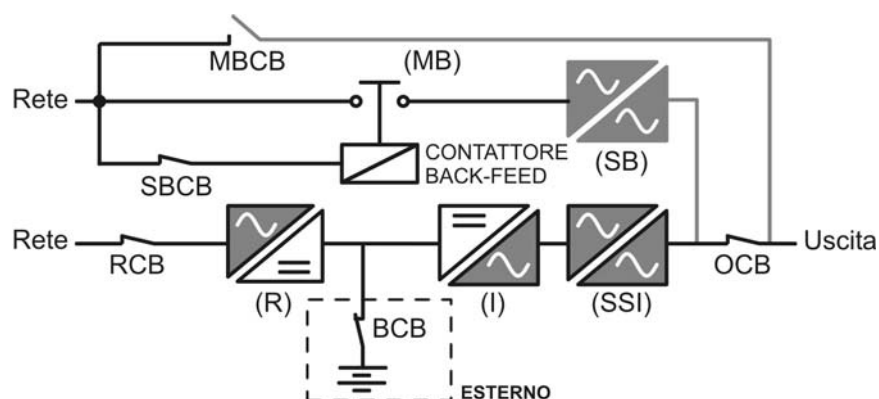 MBCB
(MB)
Rete
CONTATTORE
BACK-FEED
(SB)
SBCB
Rete
Uscita
RCB
OCB
(R)
(I)
(SSI)
BCB
ESTERNO